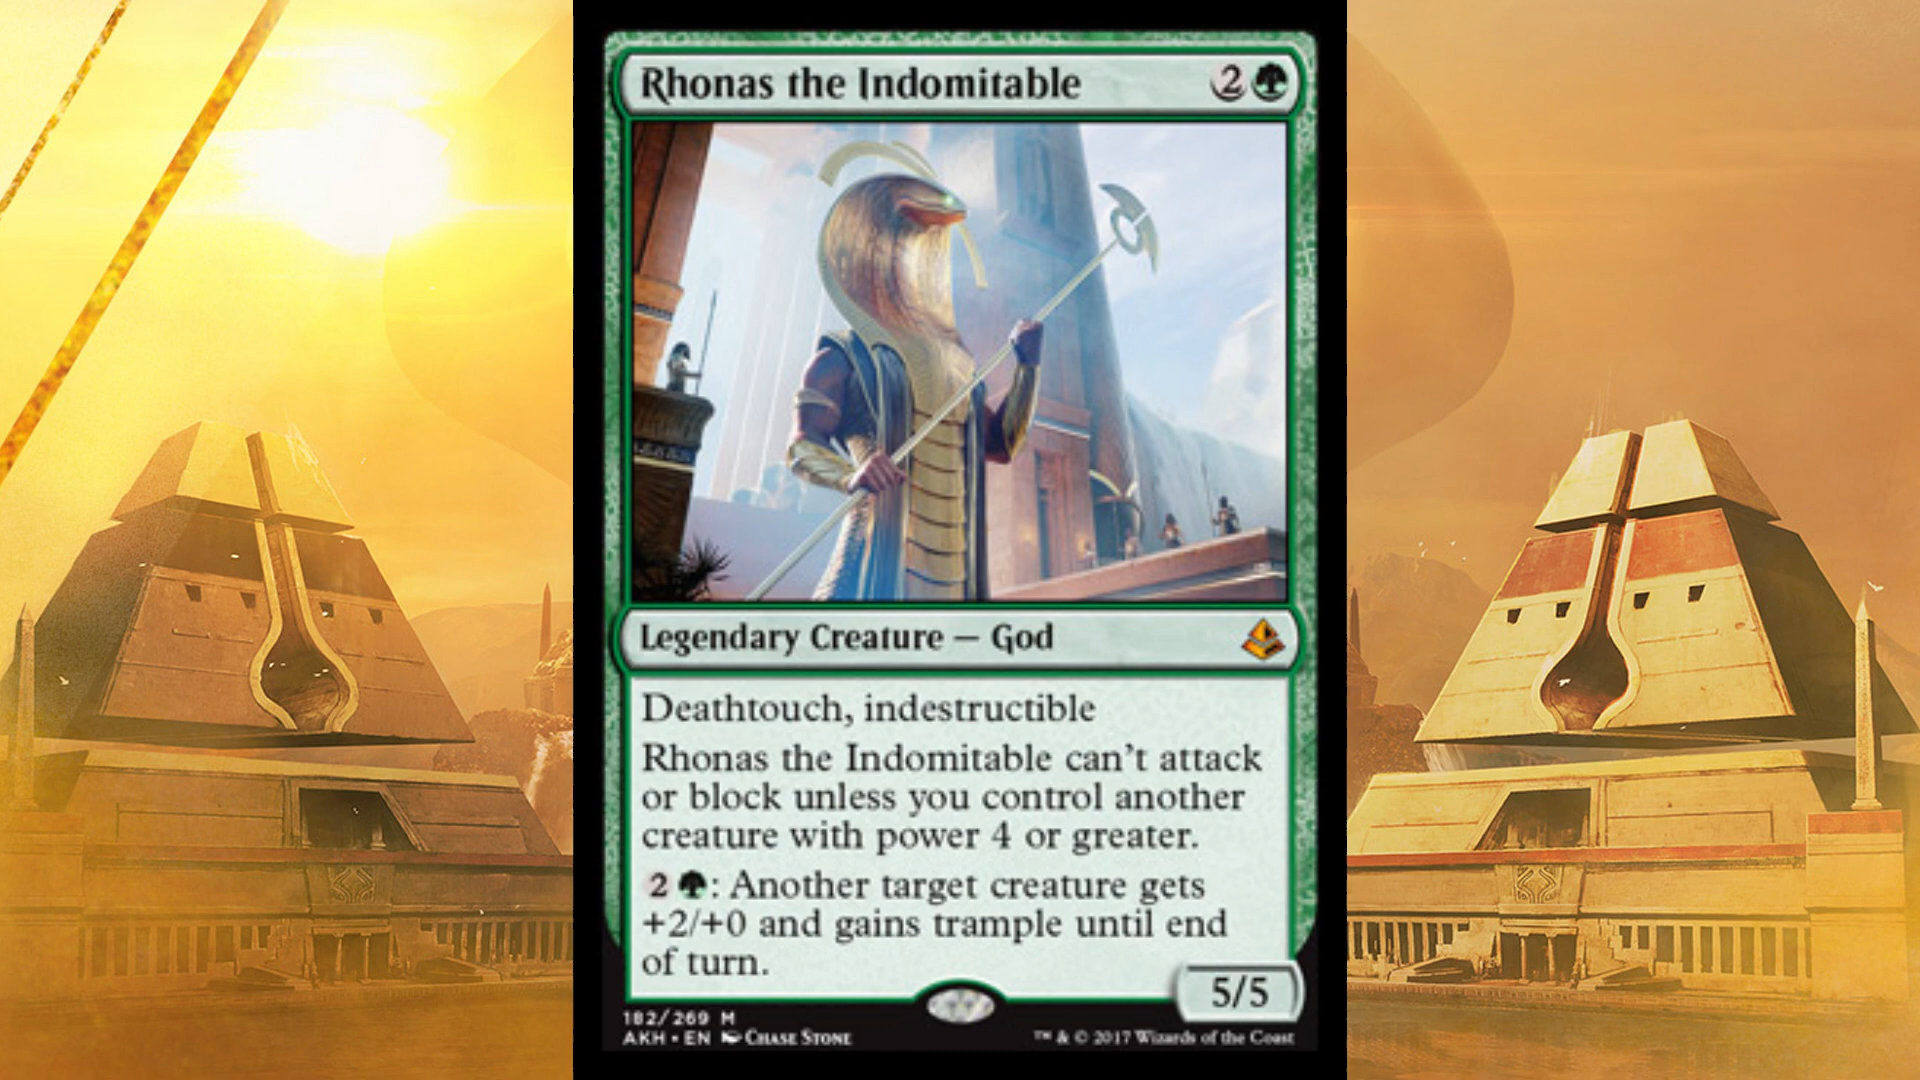 Rhonas the Indomitable 2
Legendary Creature — God
Deathtouch, indestructible
Rhonas the Indomitable can't attack
or block unless you control another
creature with power 4 or greater.
2 : Another target creature gets
+2/+0 and gains trample until end
of turn.
5/5
182/269 M
AKH • EN Chase Stone
™ & © 2017 Wizards of the Coast